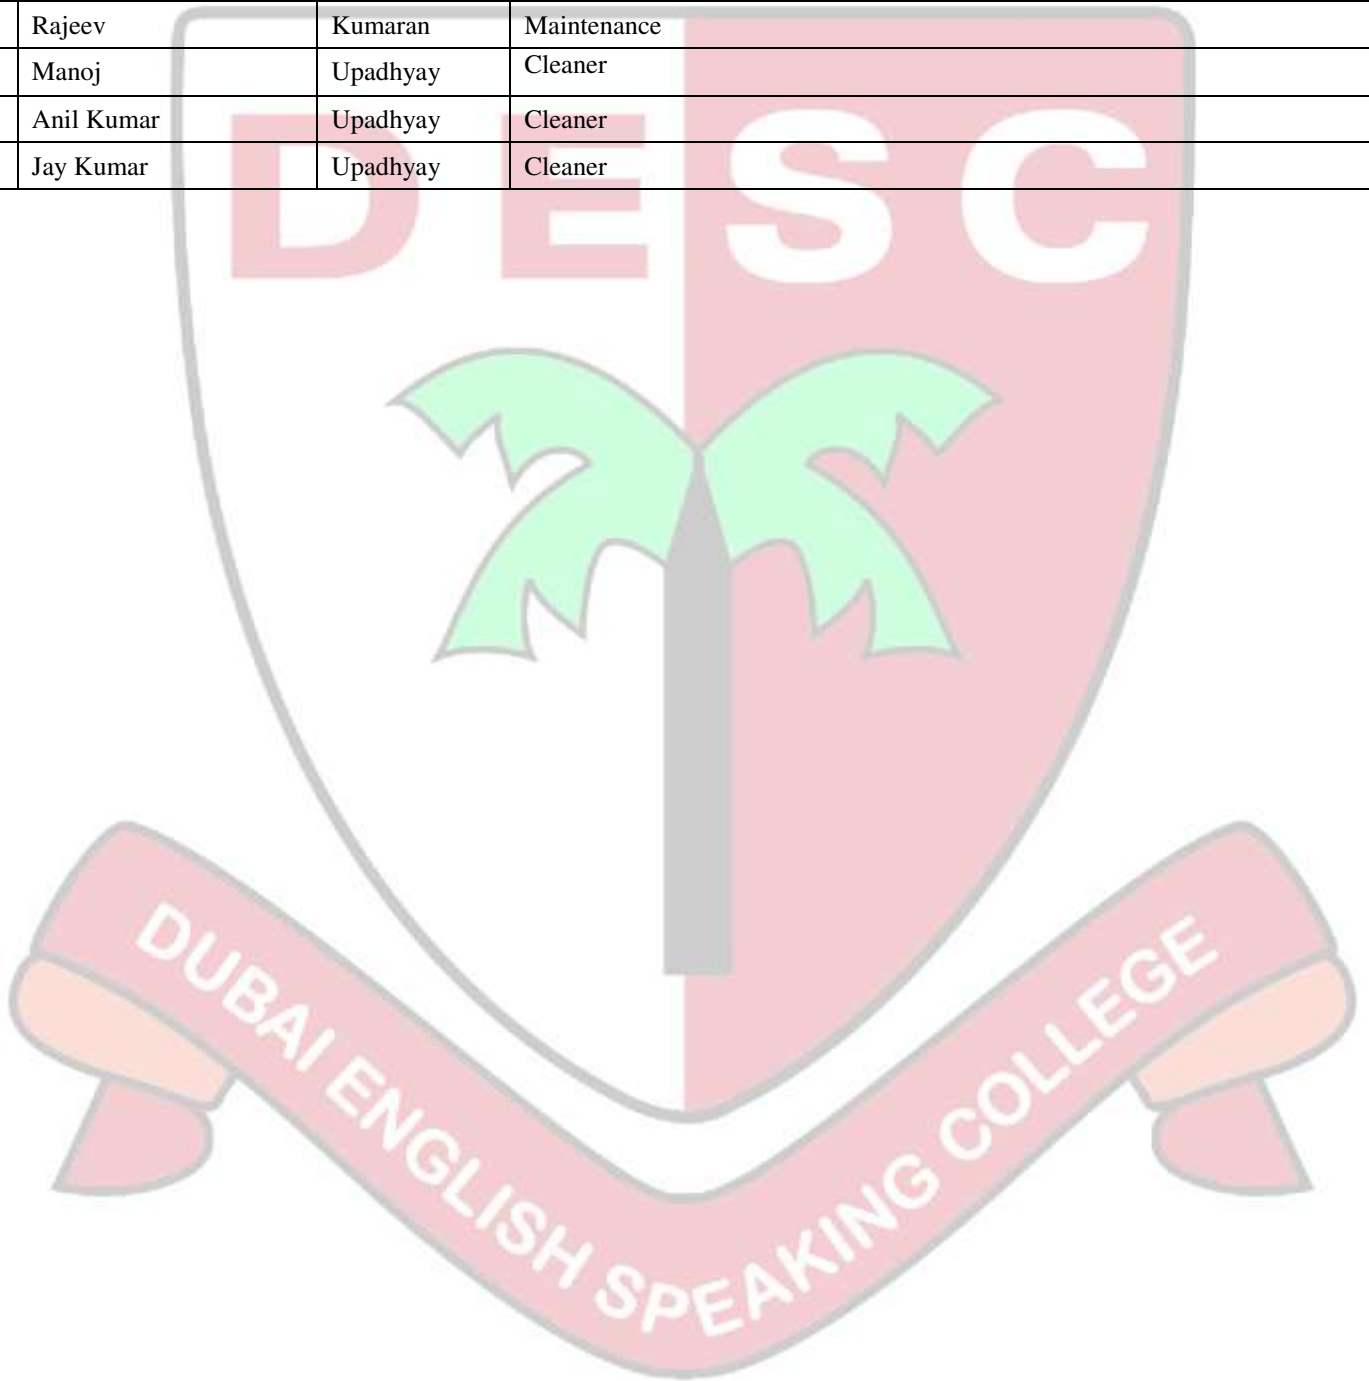 Rajeev Kumaran Maintenance
Manoj Upadhyay Cleaner
Anil Kumar Upadhyay Cleaner
Jay Kumar Upadhyay Cleaner
DESC
DUBAI ENGLISH SPEAKING COLLEGE